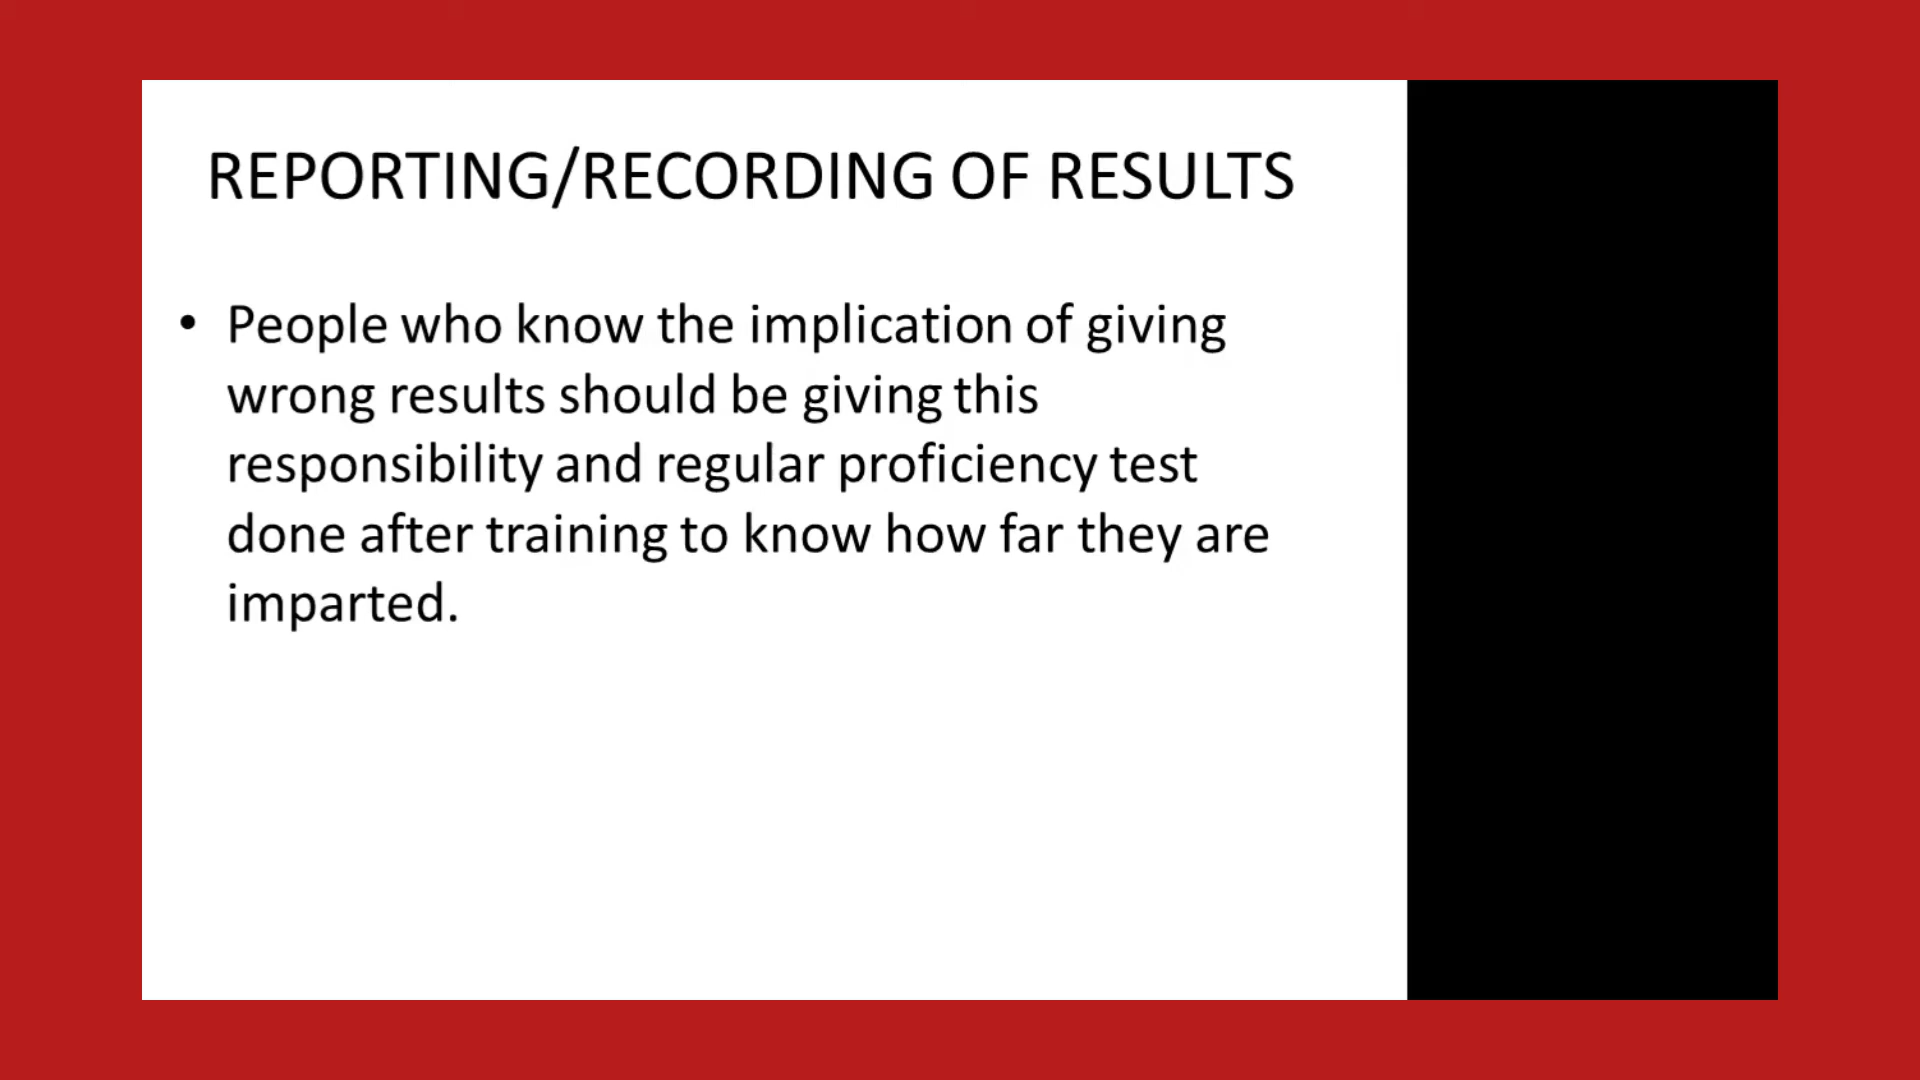 REPORTING/RECORDING OF RESULTS
• People who know the implication of giving
wrong results should be giving this
responsibility and regular proficiency test
done after training to know how far they are
imparted.